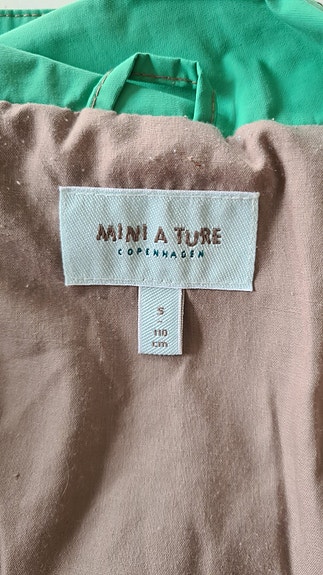 MINI A TURE
COPENHAGEN
5
-
110
cm